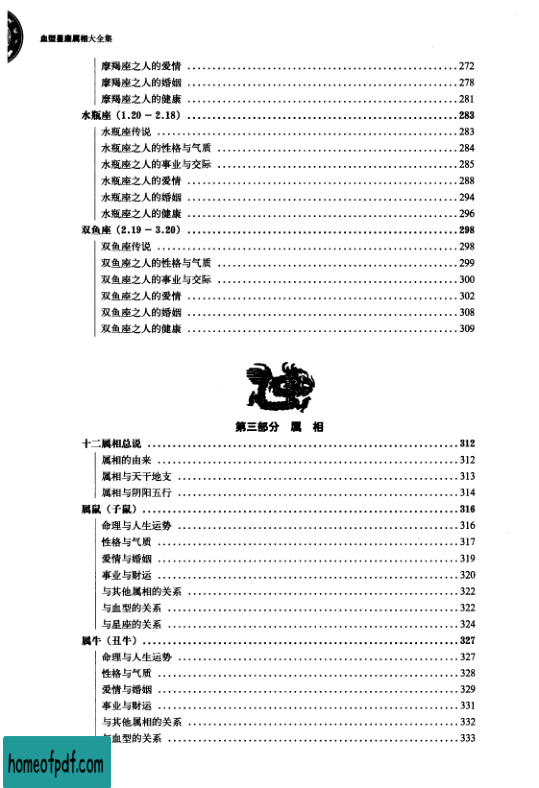 血型星座属相大全集
摩羯座之人的爱情 ........ 272
摩羯座之人的婚姻 ........ 278
摩羯座之人的健康 ........ 281
水瓶座（1.20－2.18） ........ 283
水瓶座传说 ........ 283
水瓶座之人的性格与气质 ........ 284
水瓶座之人的事业与交际 ........ 285
水瓶座之人的爱情 ........ 288
水瓶座之人的婚姻 ........ 294
水瓶座之人的健康 ........ 296
双鱼座（2.19－3.20） ........ 298
双鱼座传说 ........ 298
双鱼座之人的性格与气质 ........ 299
双鱼座之人的事业与交际 ........ 300
双鱼座之人的爱情 ........ 302
双鱼座之人的婚姻 ........ 308
双鱼座之人的健康 ........ 309
第三部分 属 相
十二属相总说 ........ 312
属相的由来 ........ 312
属相与天干地支 ........ 313
属相与阴阳五行 ........ 314
属鼠（子鼠） ........ 316
命理与人生运势 ........ 316
性格与气质 ........ 317
爱情与婚姻 ........ 319
事业与财运 ........ 320
与其他属相的关系 ........ 322
与血型的关系 ........ 322
与星座的关系 ........ 324
属牛（丑牛） ........ 327
命理与人生运势 ........ 327
性格与气质 ........ 328
爱情与婚姻 ........ 329
事业与财运 ........ 331
与其他属相的关系 ........ 332
与血型的关系 ........ 333
homeofpdf.com